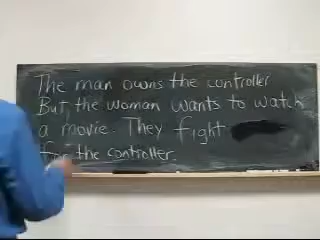 The man owns the controller
But, the woman wants to watch
a movie. They fight
for the controller.